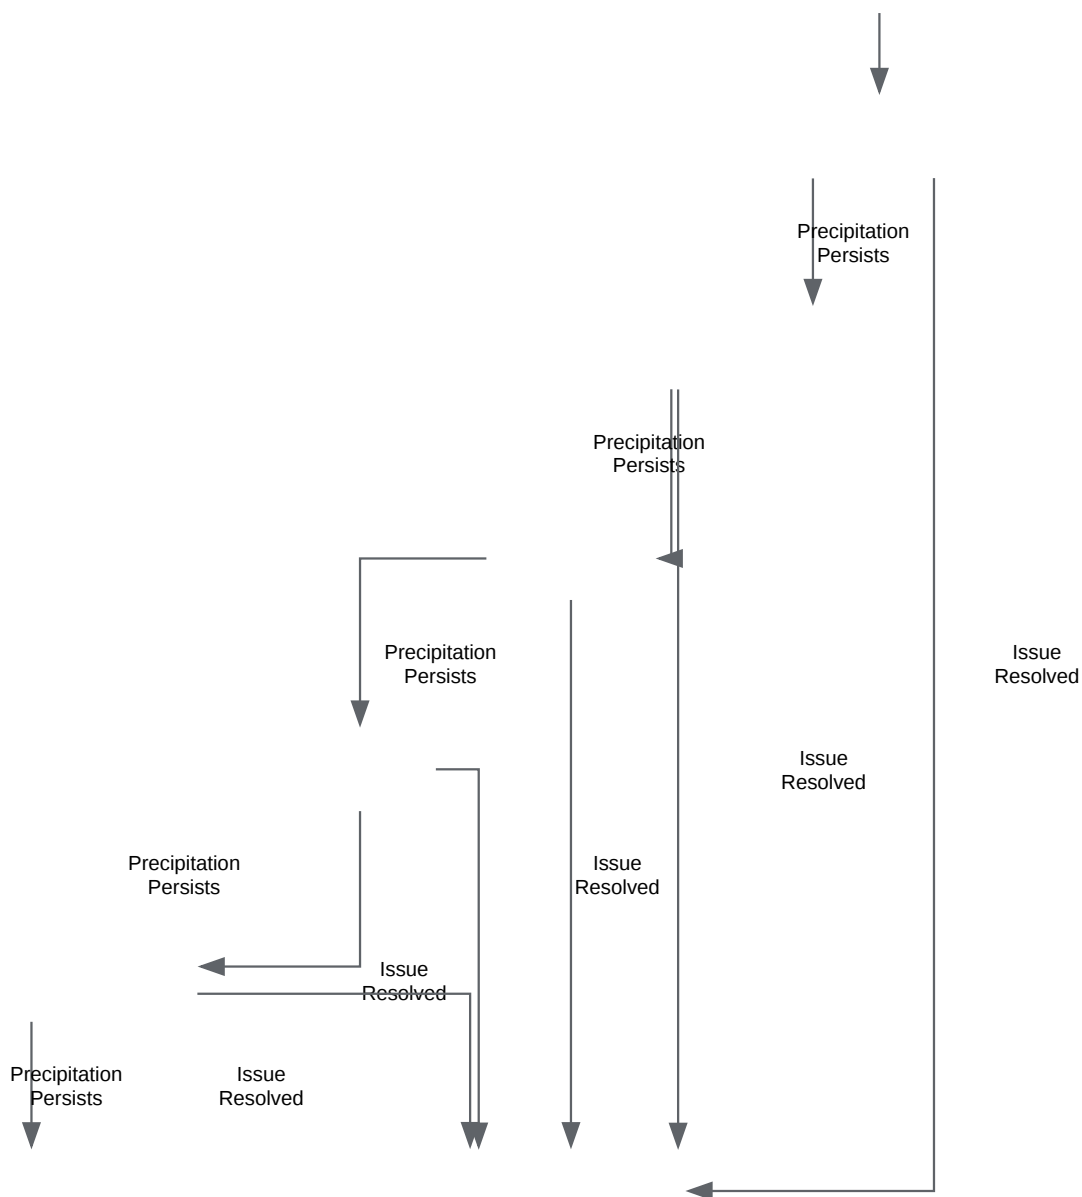 Precipitation
Persists
Precipitation
Persists
Precipitation
Persists
Issue
Resolved
Issue
Resolved
Precipitation
Persists
Issue
Resolved
Issue
Resolved
Precipitation
Persists
Issue
Resolved